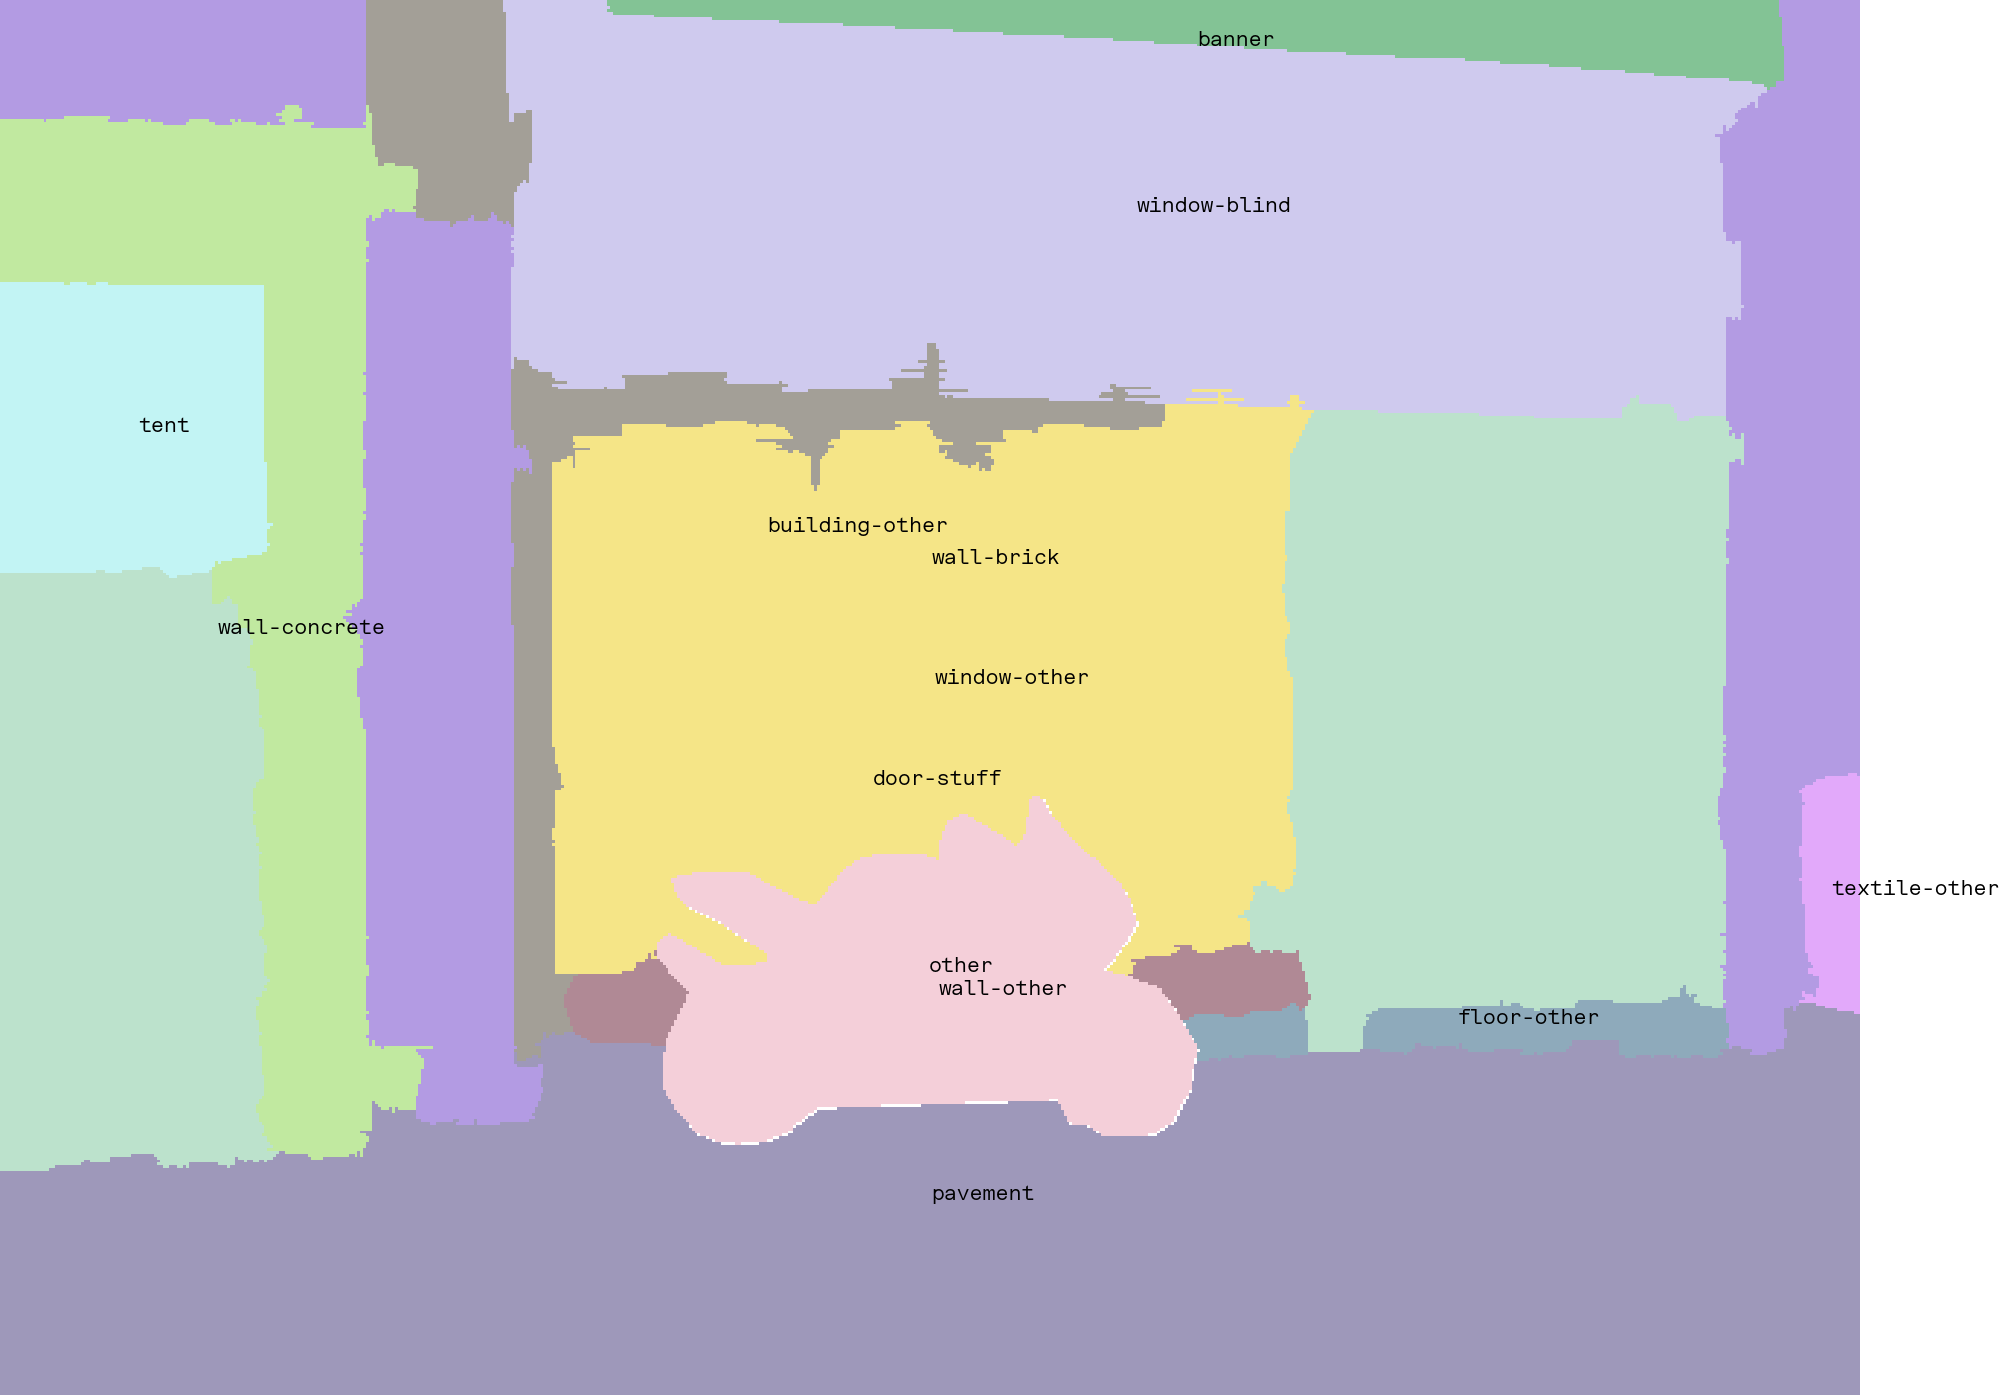 banner
window-blind
tent
building-other
wall-brick
wall-concrete
window-other
door-stuff
textile-other
other
wall-other
floor-other
pavement